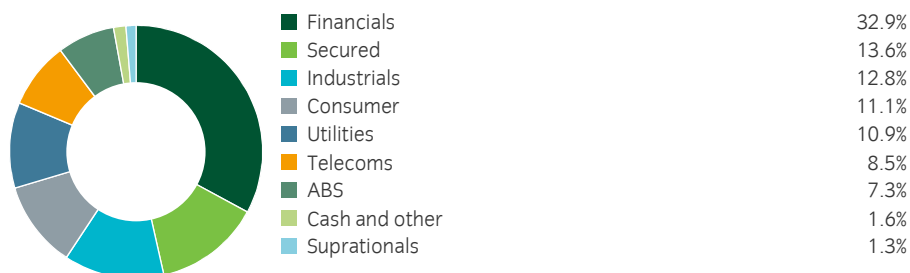 Financials 32.9%
Secured 13.6%
Industrials 12.8%
Consumer 11.1%
Utilities 10.9%
Telecoms 8.5%
ABS 7.3%
Cash and other 1.6%
Suprationals 1.3%